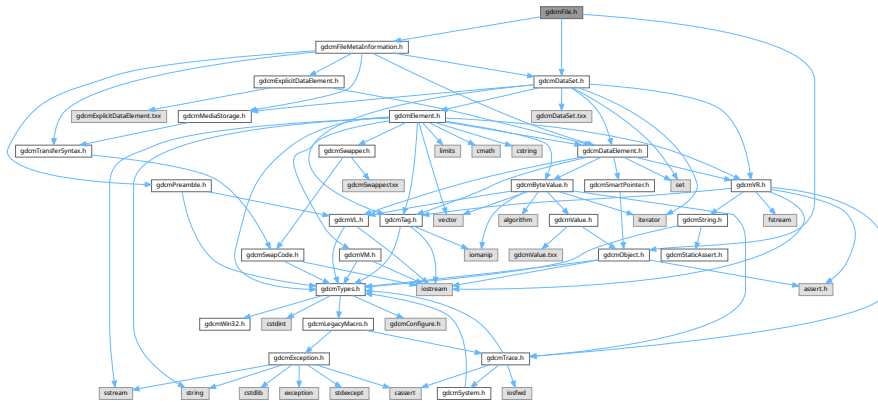 gdcmFile.h
gdcmFileMetaInformation.h
gdcmExplicitDataElement.h
gdcmDataSet.h
gdcmExplicitDataElement.txx
gdcmMediaStorage.h
gdcmElement.h
gdcmDataSet.txx
gdcmTransferSyntax.h
gdcmSwapper.h
limits
cmath
cstring
gdcmDataElement.h
gdcmPreamble.h
gdcmSwapper.txx
gdcmByteValue.h
gdcmSmartPointer.h
set
gdcmVR.h
gdcmVL.h
gdcmTag.h
vector
algorithm
gdcmValue.h
iterator
gdcmString.h
fstream
gdcmSwapCode.h
gdcmVM.h
iomanip
gdcmValue.txx
gdcmObject.h
gdcmStaticAssert.h
gdcmTypes.h
iostream
assert.h
gdcmWin32.h
cstdint
gdcmLegacyMacro.h
gdcmConfigure.h
gdcmException.h
gdcmTrace.h
sstream
string
cstdlib
exception
stdexcept
cassert
gdcmSystem.h
iosfwd